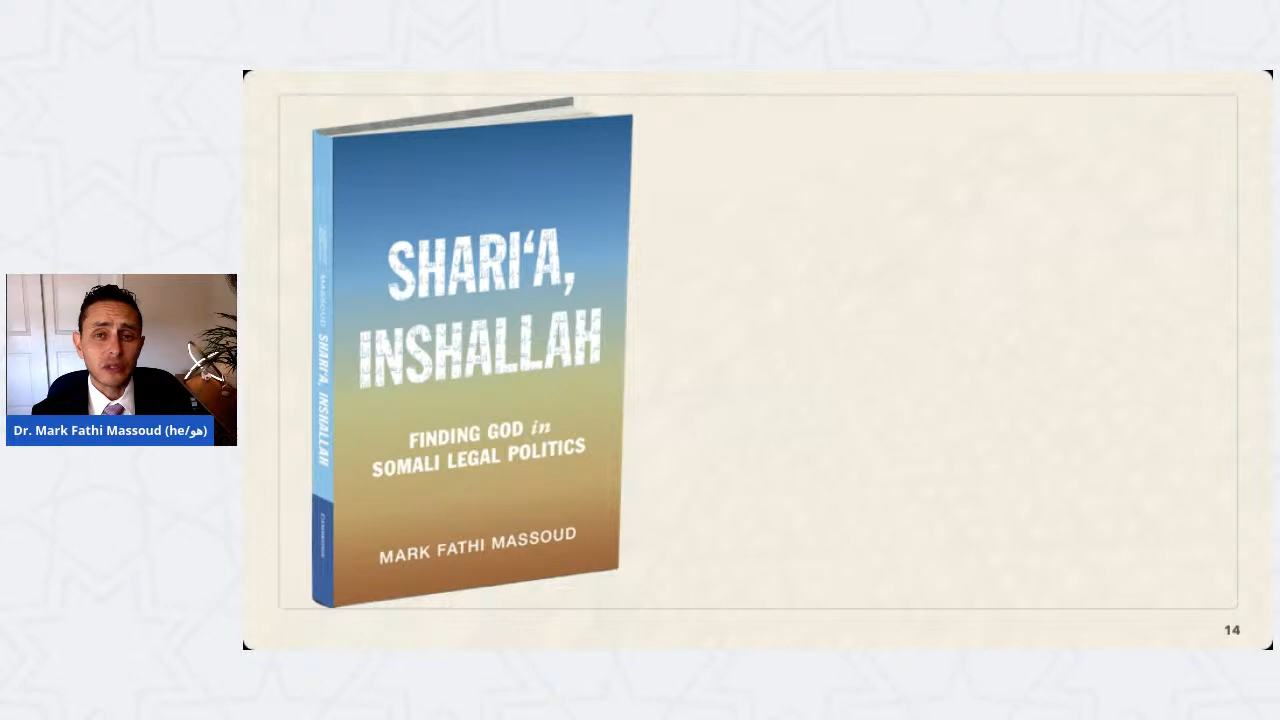 SHARI‘A,
INSHALLAH
FINDING GOD in
SOMALI LEGAL POLITICS
MARK FATHI MASSOUD
MASSOUD SHARI‘A, INSHALLAH
CAMBRIDGE
Dr. Mark Fathi Massoud (he/هو)
14